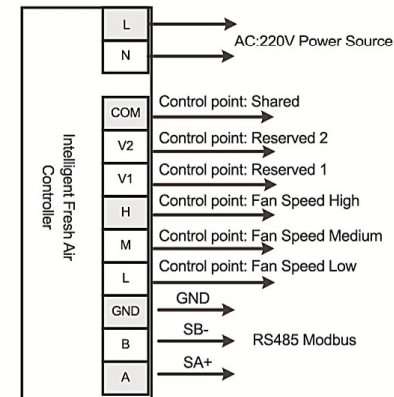 L
AC:220V Power Source
N
COM Control point: Shared
V2 Control point: Reserved 2
V1 Control point: Reserved 1
H Control point: Fan Speed High
M Control point: Fan Speed Medium
L Control point: Fan Speed Low
GND GND
B SB- RS485 Modbus
A SA+
Intelligent Fresh Air
Controller